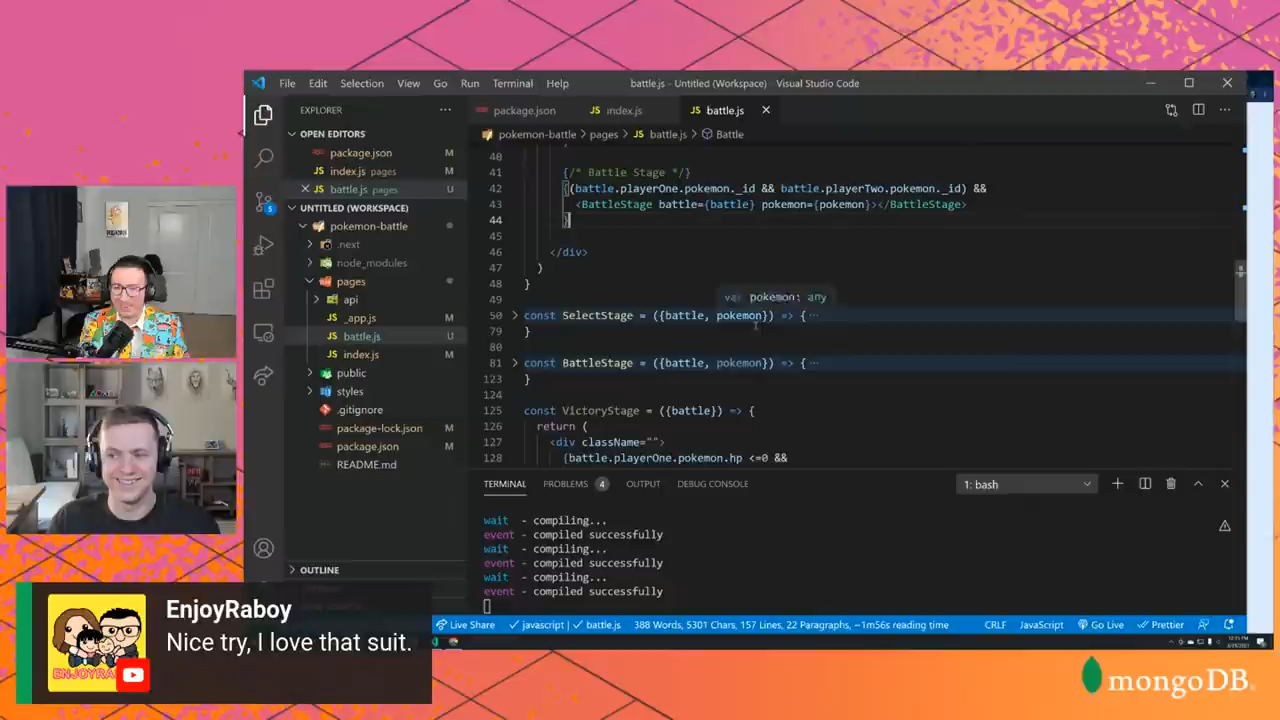 File Edit Selection View Go Run Terminal Help
battle.js - Untitled (Workspace) Visual Studio Code
EXPLORER
OPEN EDITORS
package.json M
index.js pages M
battle.js pages U
UNTITLED (WORKSPACE)
pokemon-battle
.next
node_modules
pages
api
_app.js
battle.js U
index.js M
public
styles
.gitignore
package-lock.json M
package.json M
README.md
OUTLINE
package.json
index.js
battle.js
pokemon-battle > pages > battle.js > Battle
40
41 {/* Battle Stage */}
42 {(battle.playerOne.pokemon._id && battle.playerTwo.pokemon._id) &&
43 <BattleStage battle={battle} pokemon={pokemon}></BattleStage>
44 }
45
46 </div>
47 )
48 }
49
var pokemon: any
50 const SelectStage = ({battle, pokemon}) => {
79 }
80
81 const BattleStage = ({battle, pokemon}) => {
123 }
125 const VictoryStage = ({battle}) => {
126 return (
127 <div className="">
128 {battle.playerOne.pokemon.hp <=0 &&
TERMINAL PROBLEMS 4 OUTPUT DEBUG CONSOLE
1: bash
wait - compiling...
event - compiled successfully
wait - compiling...
event - compiled successfully
wait - compiling...
event - compiled successfully
5
Live Share javascript | battle.js 388 Words, 5301 Chars, 157 Lines, 22 Paragraphs, ~1m56s reading time CRLF JavaScript Go Live Prettier
EnjoyRaboy
Nice try, I love that suit.
mongoDB.